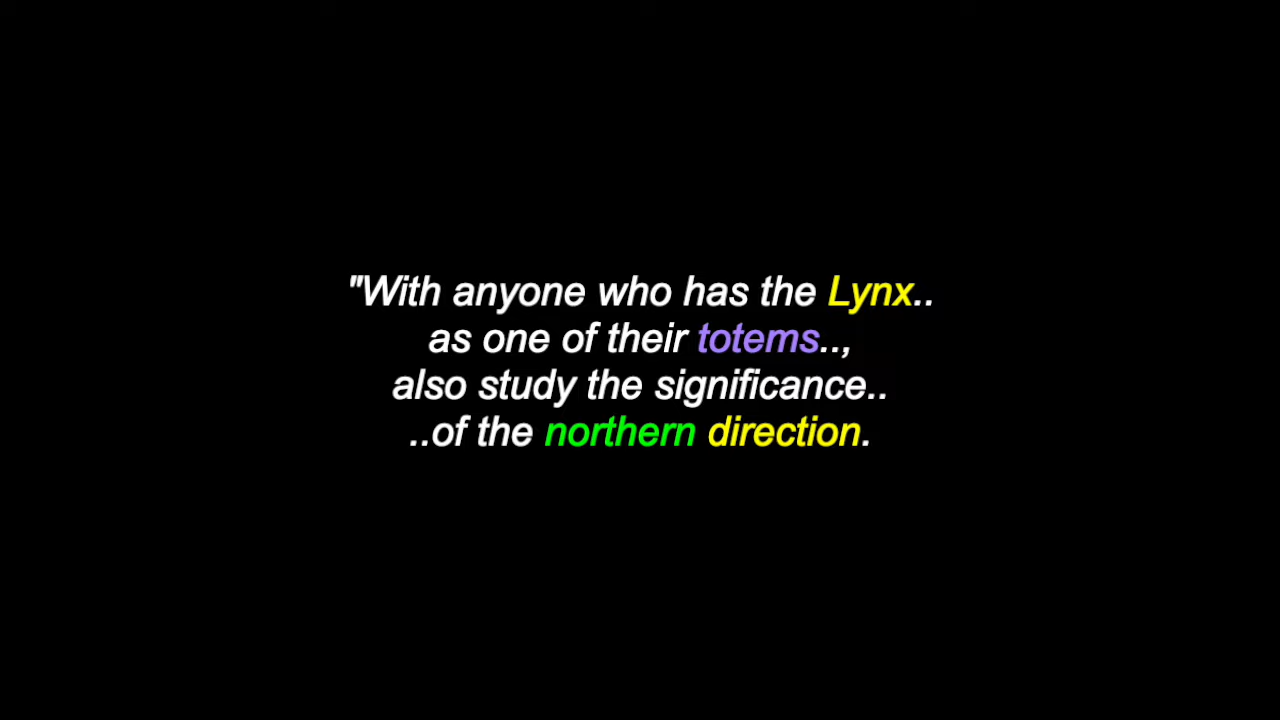 "With anyone who has the Lynx..
as one of their totems..,
also study the significance..
..of the northern direction.